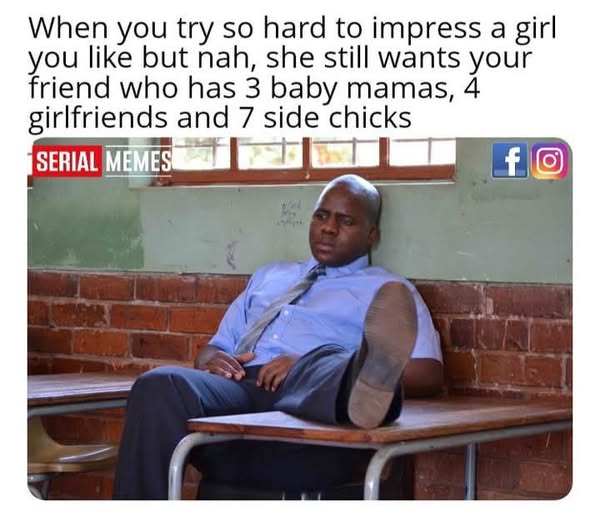 When you try so hard to impress a girl
you like but nah, she still wants your
friend who has 3 baby mamas, 4
girlfriends and 7 side chicks
SERIAL MEMES